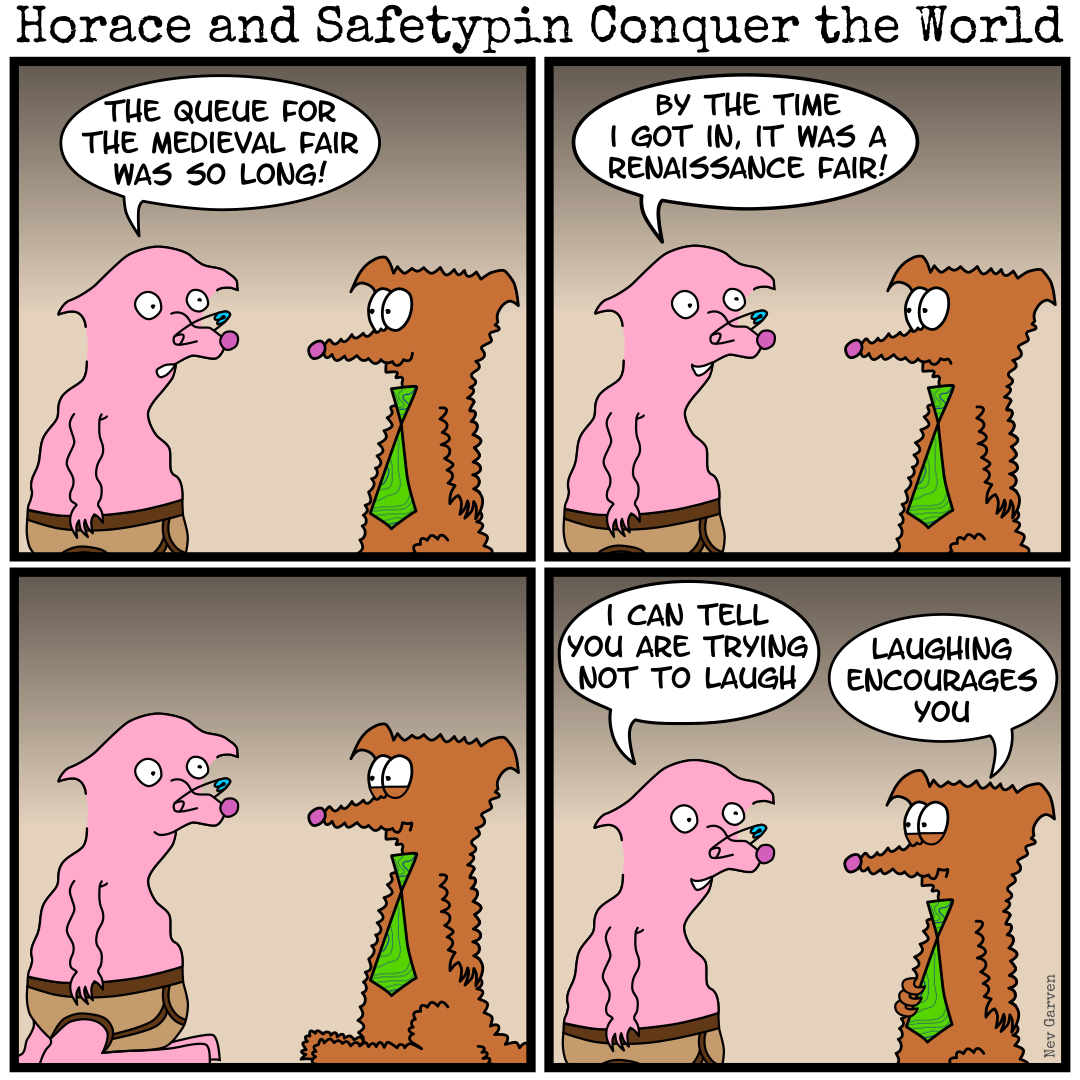 Horace and Safetypin Conquer the World
THE QUEUE FOR
THE MEDIEVAL FAIR
WAS SO LONG!
BY THE TIME
I GOT IN, IT WAS A
RENAISSANCE FAIR!
I CAN TELL
YOU ARE TRYING
NOT TO LAUGH
LAUGHING
ENCOURAGES
YOU
Nev Garven